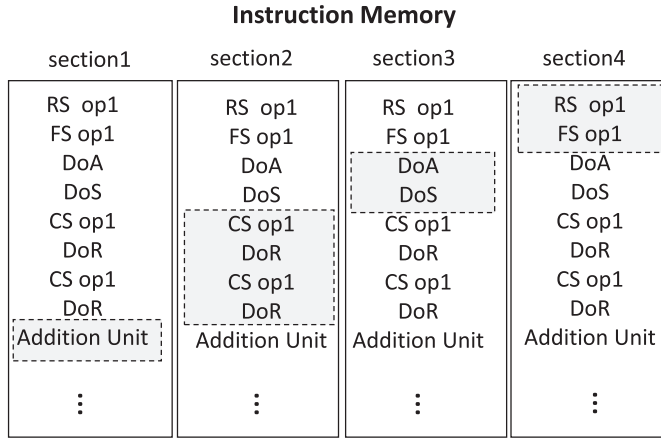 Instruction Memory
section1
section2
section3
section4
RS op1
FS op1
DoA
DoS
CS op1
DoR
CS op1
DoR
Addition Unit
⋮
RS op1
FS op1
DoA
DoS
CS op1
DoR
CS op1
DoR
Addition Unit
⋮
RS op1
FS op1
DoA
DoS
CS op1
DoR
CS op1
DoR
Addition Unit
⋮
RS op1
FS op1
DoA
DoS
CS op1
DoR
CS op1
DoR
Addition Unit
⋮